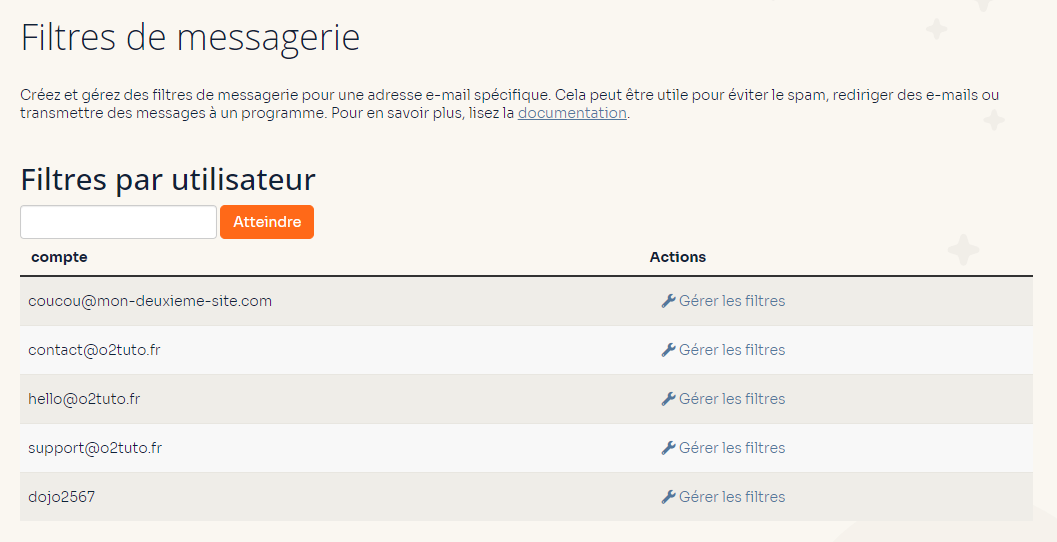 Filtres de messagerie
Créez et gérez des filtres de messagerie pour une adresse e-mail spécifique. Cela peut être utile pour éviter le spam, rediriger des e-mails ou
transmettre des messages à un programme. Pour en savoir plus, lisez la documentation.
Filtres par utilisateur
Atteindre
compte Actions
coucou@mon-deuxieme-site.com Gérer les filtres
contact@o2tuto.fr Gérer les filtres
hello@o2tuto.fr Gérer les filtres
support@o2tuto.fr Gérer les filtres
dojo2567 Gérer les filtres